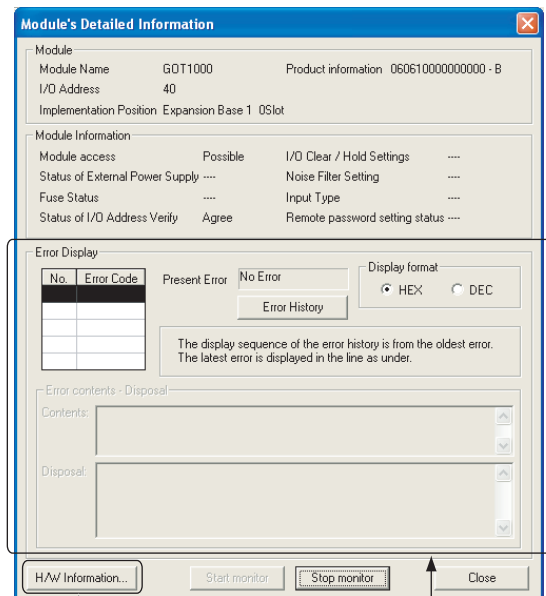 Module's Detailed Information
Module
Module Name GOT1000 Product information 060610000000000 - B
I/O Address 40
Implementation Position Expansion Base 1 0Slot
Module Information
Module access Possible I/O Clear / Hold Settings ----
Status of External Power Supply ---- Noise Filter Setting ----
Fuse Status ---- Input Type ----
Status of I/O Address Verify Agree Remote password setting status ----
Error Display
No. Error Code Present Error No Error Display format
HEX DEC
Error History
The display sequence of the error history is from the oldest error.
The latest error is displayed in the line as under.
Error contents - Disposal
Contents:
Disposal:
H/W Information... Start monitor Stop monitor Close